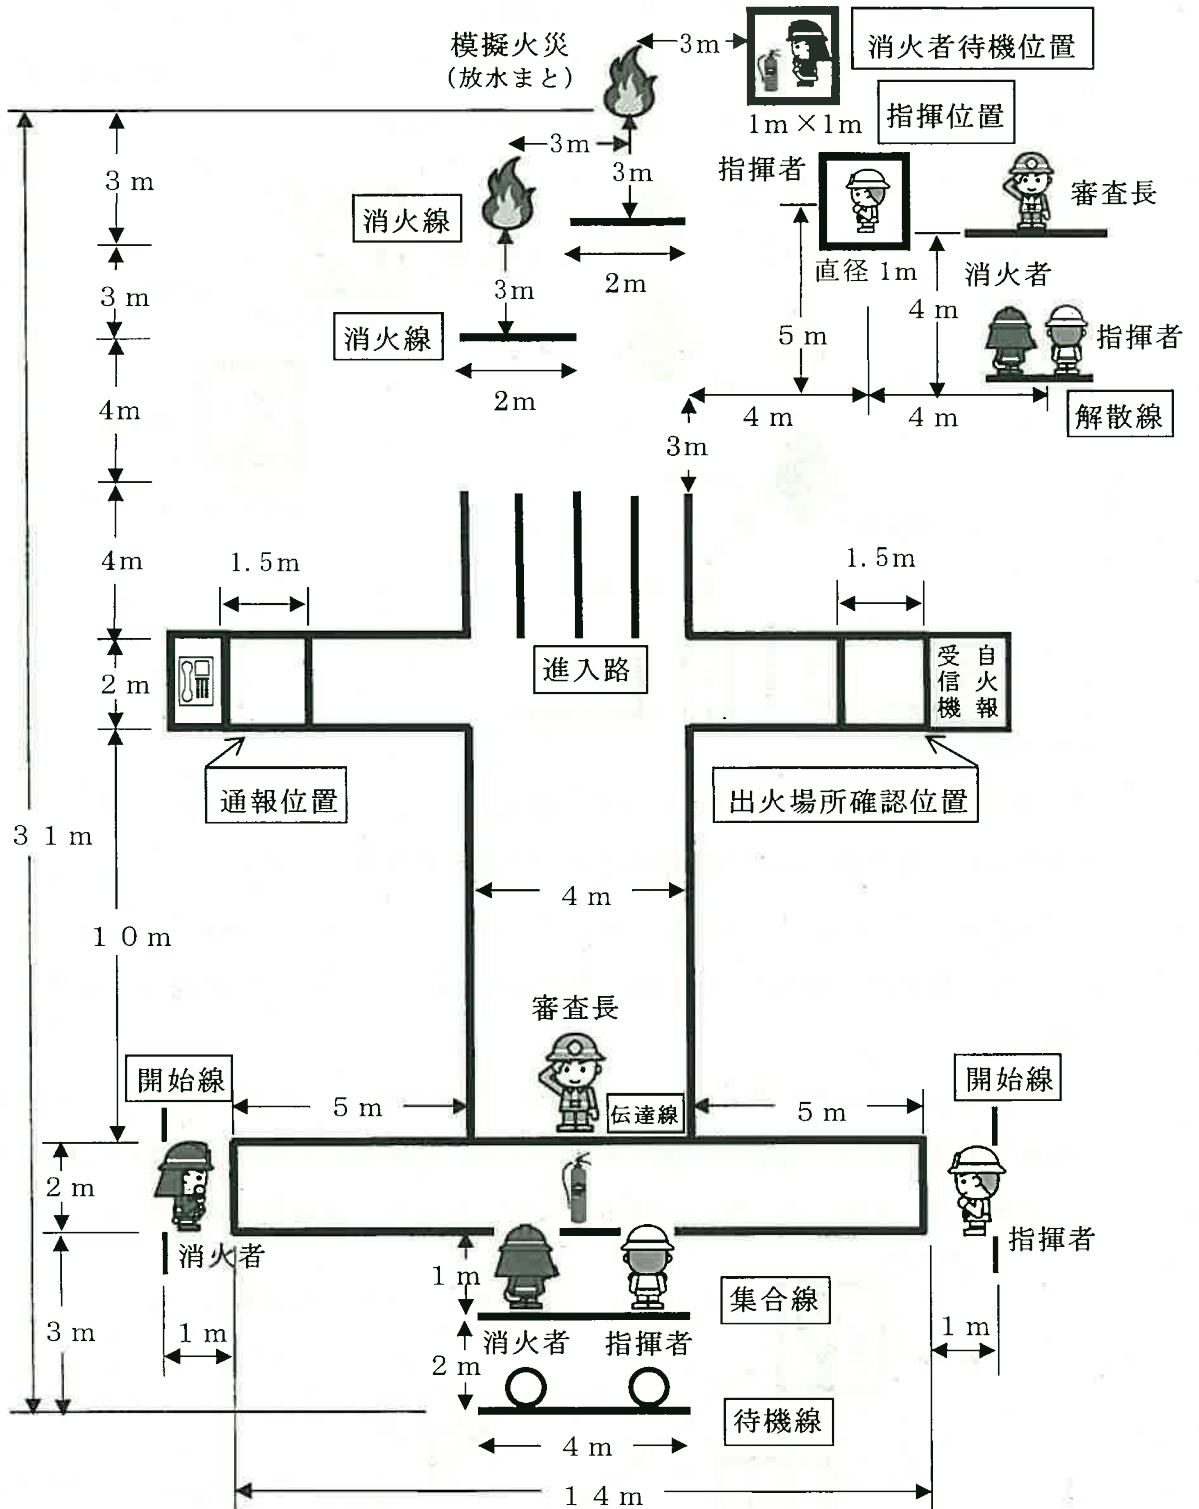 模擬火災
(放水まと)
3m
消火者待機位置
1m×1m
指揮位置
3m
3m
指揮者
3m
審査長
消火線
2m
直径 1m
消火者
3m
3m
4m
5m
消火線
指揮者
4m
2m
4m
4m
解散線
3m
4m
1.5m
1.5m
2m
進入路
自火報
受信機
通報位置
出火場所確認位置
31m
4m
10m
審査長
開始線
開始線
5m
伝達線
5m
2m
消火者
指揮者
1m
集合線
3m
1m
消火者
指揮者
1m
2m
待機線
4m
14m